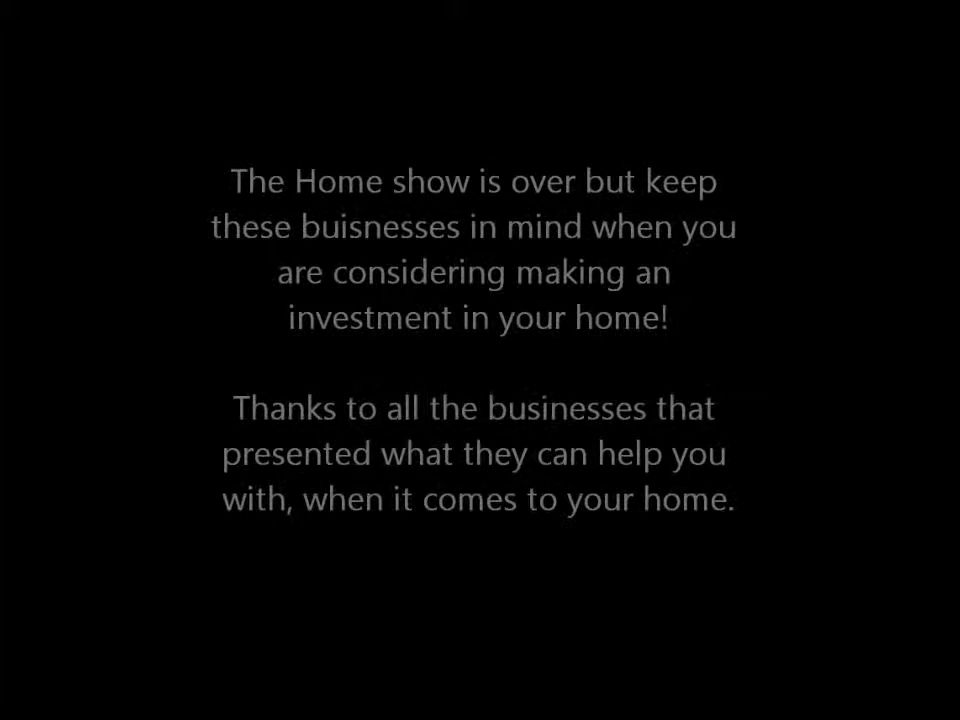 The Home show is over but keep
these buisnesses in mind when you
are considering making an
investment in your home!
Thanks to all the businesses that
presented what they can help you
with, when it comes to your home.